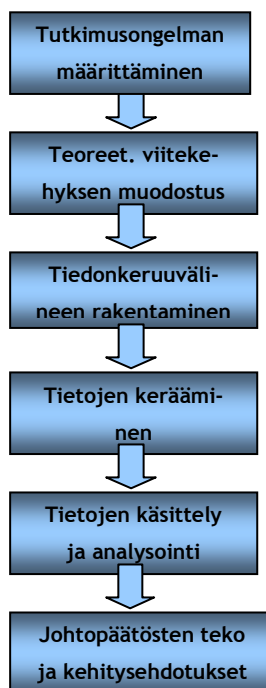 Tutkimusongelman
määrittäminen
Teoreet. viiteke-
hyksen muodostus
Tiedonkeruuväli-
neen rakentaminen
Tietojen keräämi-
nen
Tietojen käsittely
ja analysointi
Johtopäätösten teko
ja kehitysehdotukset